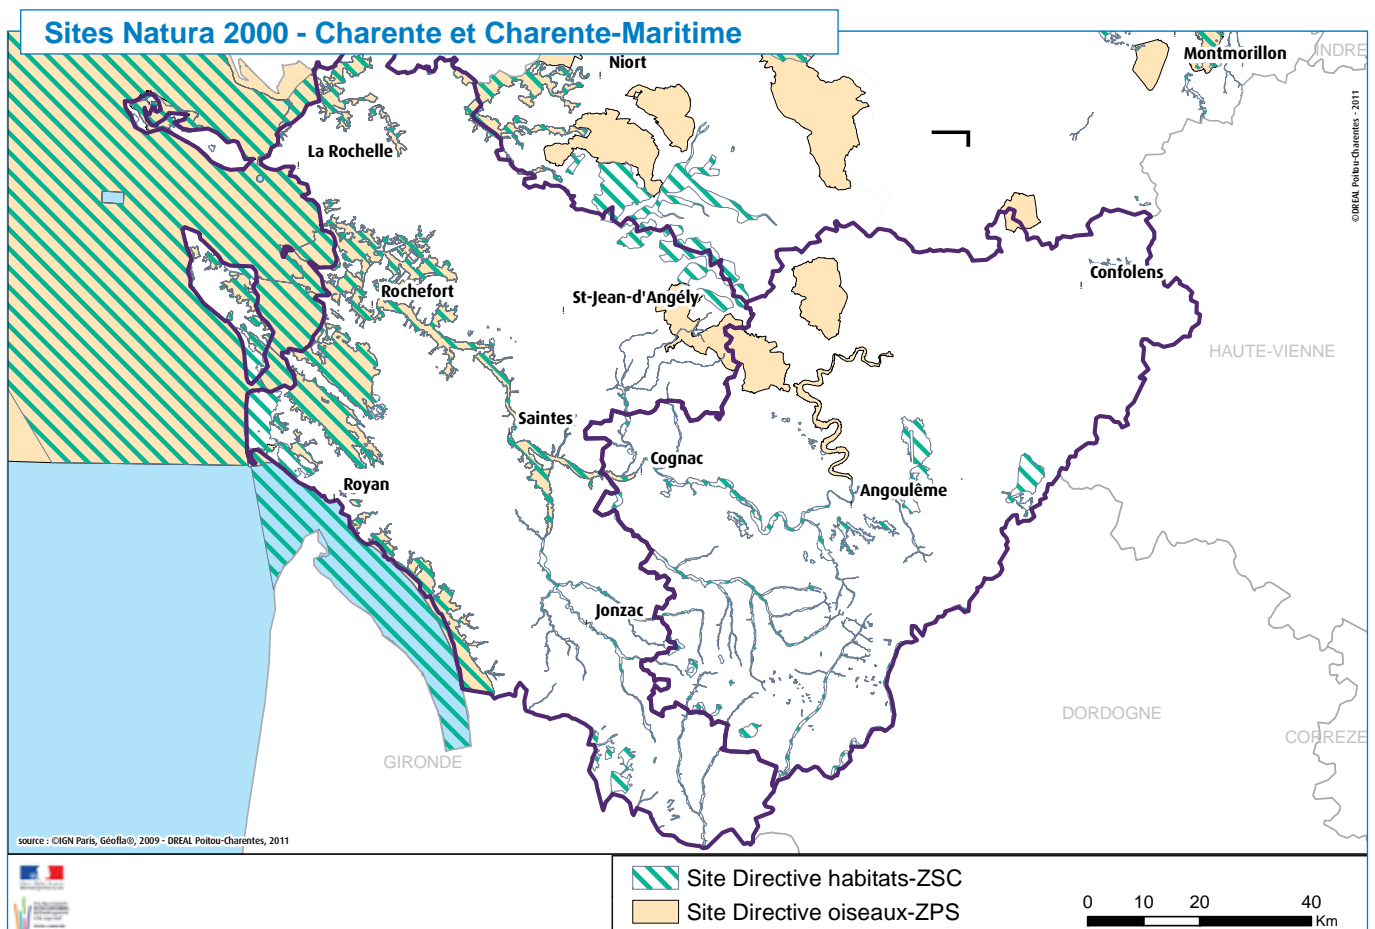 Sites Natura 2000 - Charente et Charente-Maritime
Niort
Montmorillon
INDRE
©DREAL Poitou-Charentes - 2011
La Rochelle
Confolens
Rochefort
St-Jean-d'Angély
HAUTE-VIENNE
Saintes
Cognac
Royan
Angoulême
Jonzac
DORDOGNE
CORREZE
GIRONDE
source : ©IGN Paris, Géofla®, 2009 - DREAL Poitou-Charentes, 2011
Site Directive habitats-ZSC
Site Directive oiseaux-ZPS
0 10 20 40
Km